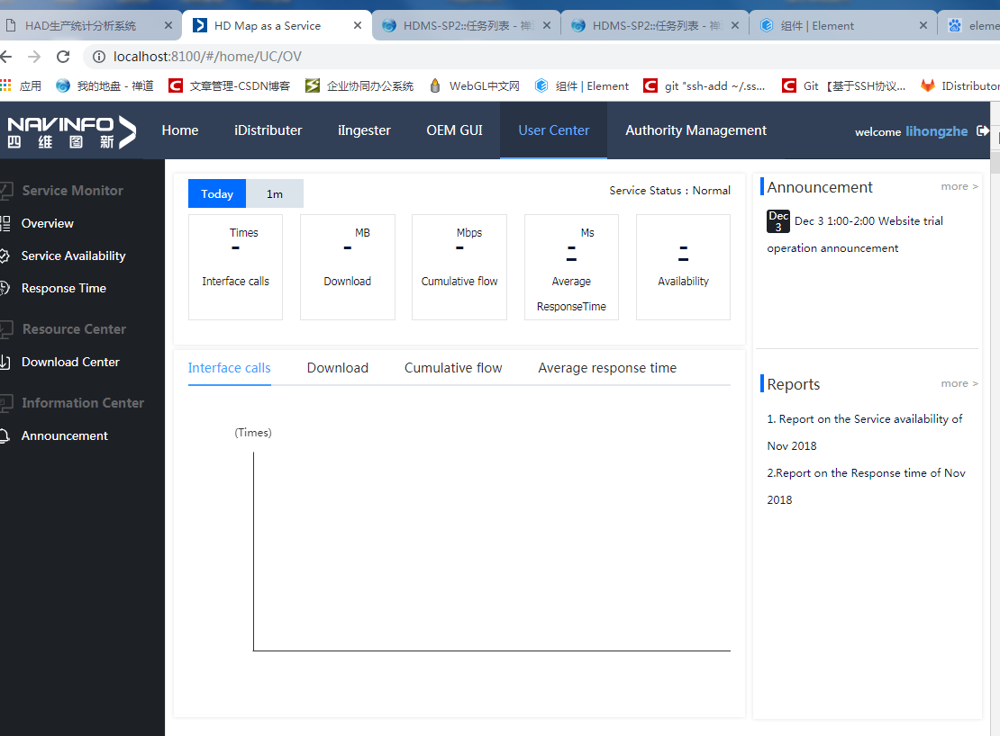 HAD生产统计分析系统
HD Map as a Service
HDMS-SP2::任务列表 - 禅
HDMS-SP2::任务列表 - 禅
组件 | Element
eleme
localhost:8100/#/home/UC/OV
应用
我的地盘 - 禅道
文章管理-CSDN博客
企业协同办公系统
WebGL中文网
组件 | Element
git "ssh-add ~/.ss...
Git 【基于SSH协议...
IDistributor
NAVINFO
四维图新
Home
iDistributer
iIngester
OEM GUI
User Center
Authority Management
welcome lihongzhe
Service Monitor
Overview
Service Availability
Response Time
Resource Center
Download Center
Information Center
Announcement
Today
1m
Service Status : Normal
Times
-
Interface calls
MB
-
Download
Mbps
-
Cumulative flow
Ms
-
-
Average
ResponseTime
-
-
Availability
Interface calls
Download
Cumulative flow
Average response time
(Times)
Announcement
more >
Dec
3
Dec 3 1:00-2:00 Website trial
operation announcement
Reports
more >
1. Report on the Service availability of
Nov 2018
2.Report on the Response time of Nov
2018